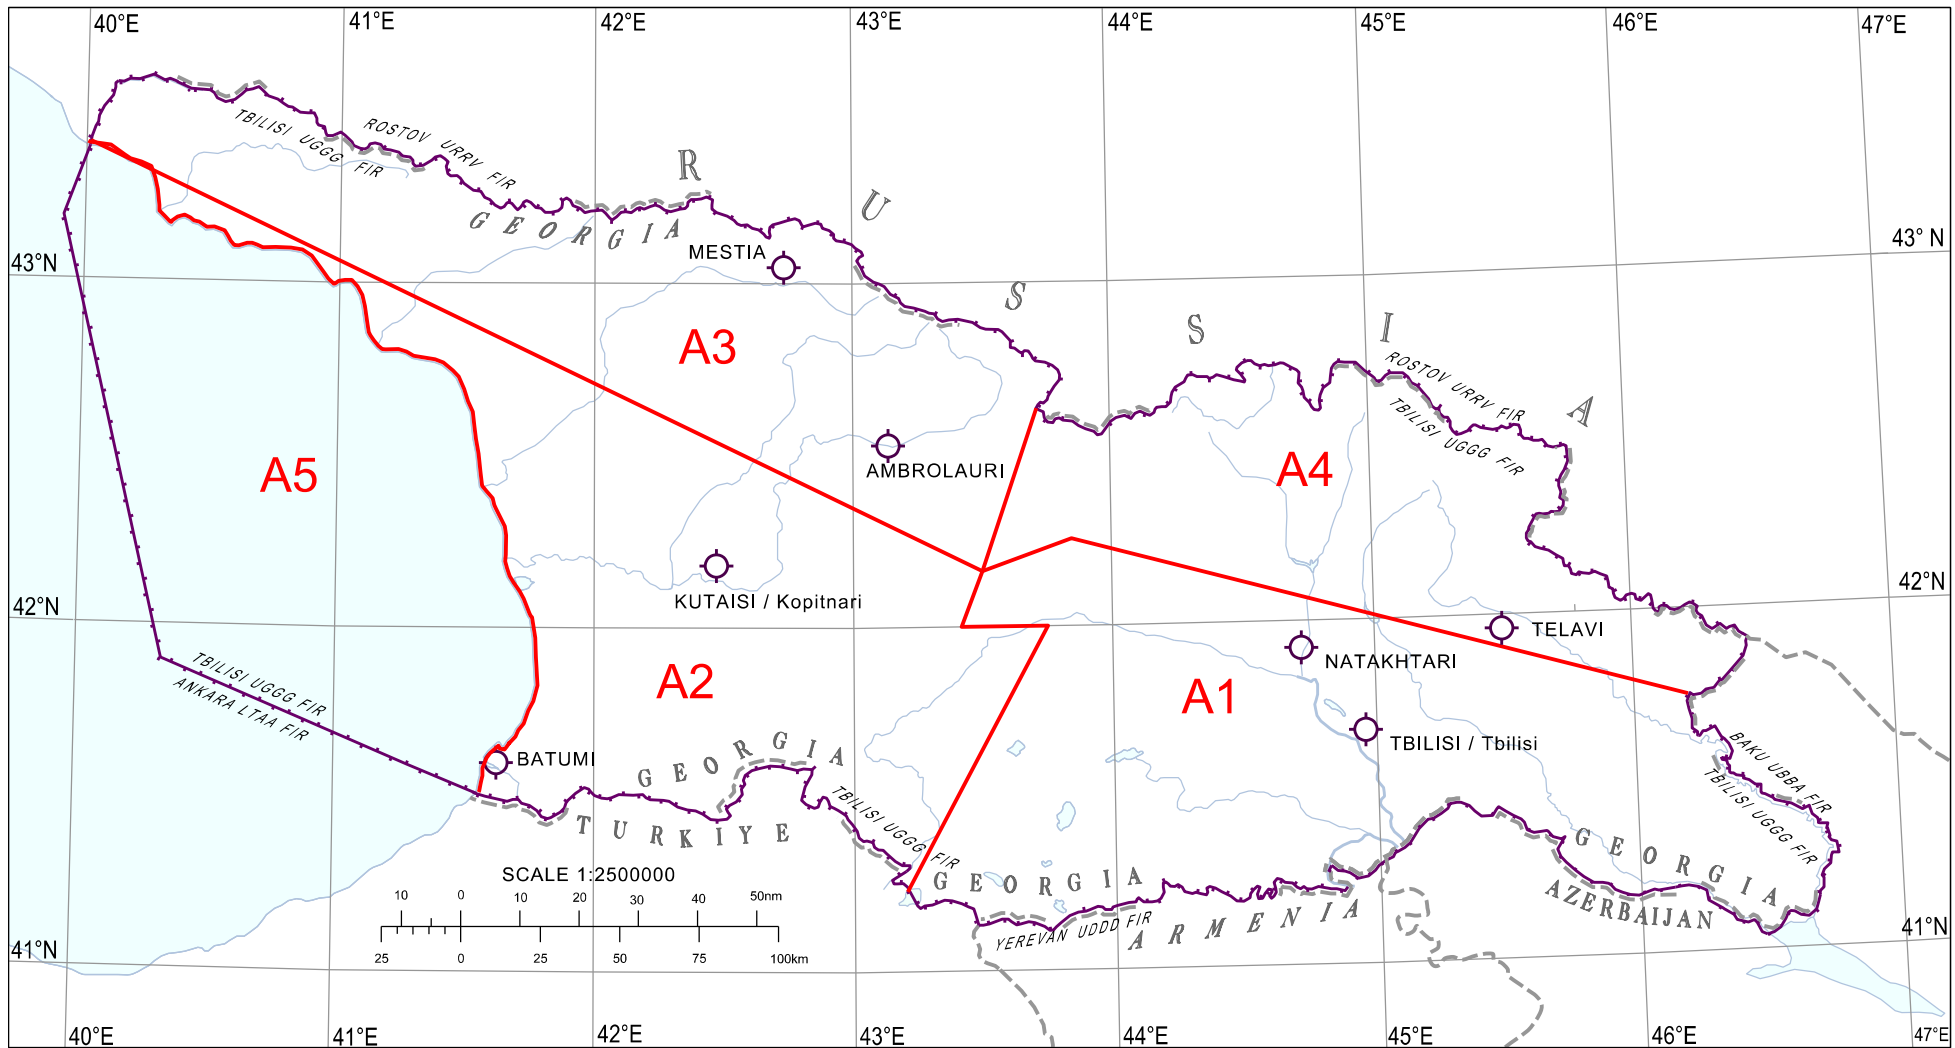 40°E 41°E 42°E 43°E 44°E 45°E 46°E 47°E
ROSTOV URRV FIR
TBILISI UGGG FIR
RUSSIA
GEORGIA
MESTIA
43°N
43° N
A3
ROSTOV URRV FIR
TBILISI UGGG FIR
A5
AMBROLAURI
A4
KUTAISI / Kopitnari
42°N
42°N
TELAVI
NATAKHTARI
TBILISI UGGG FIR
ANKARA LTAA FIR
A2
A1
BATUMI
TBILISI / Tbilisi
GEORGIA
TURKIYE
TBILISI UGGG FIR
BAKU UBBA FIR
TBILISI UGGG FIR
SCALE 1:2500000
10 0 10 20 30 40 50nm
25 0 25 50 75 100km
GEORGIA
YEREVAN UDDD FIR
ARMENIA
GEORGIA
AZERBAIJAN
41°N
41°N
40°E 41°E 42°E 43°E 44°E 45°E 46°E 47°E